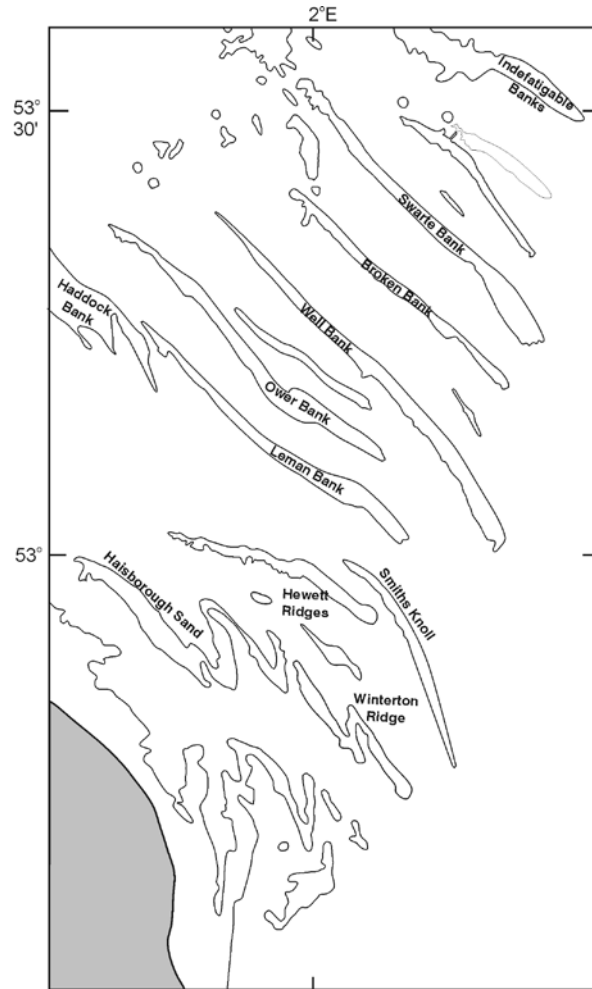 2°E
Indefatigable
Banks
53°
30'
Swarte Bank
Broken Bank
Haddock
Bank
Well Bank
Ower Bank
Leman Bank
53°
Haisborough Sand
Hewett
Ridges
Smiths Knoll
Winterton
Ridge